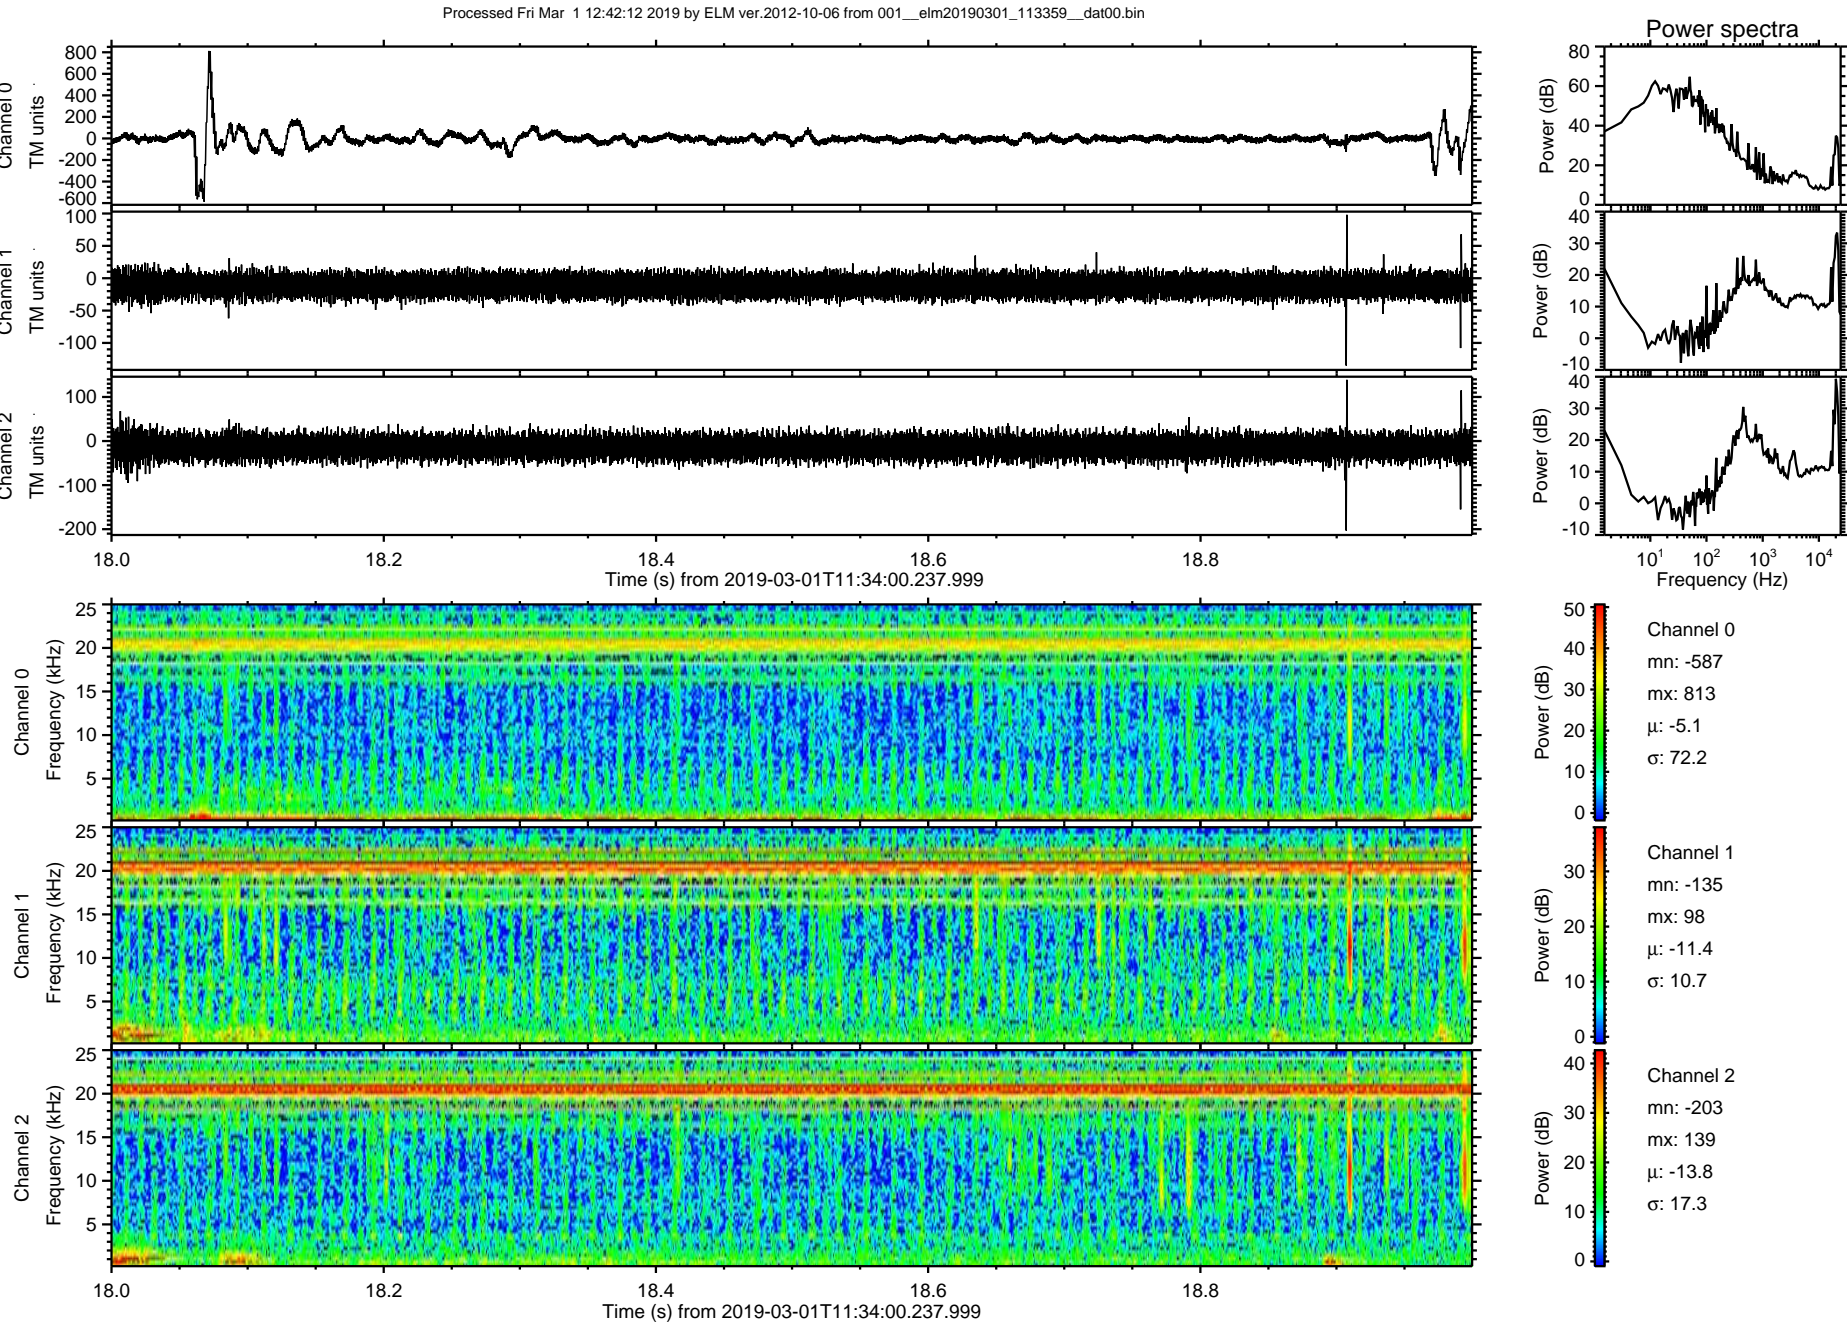 Processed Fri Mar 1 12:42:12 2019 by ELM ver.2012-10-06 from 001__elm20190301_113359__dat00.bin
Power spectra
Channel 0
TM units
800
600
400
200
0
-200
-400
-600
Power (dB)
80
60
40
20
0
Channel 1
TM units
100
50
0
-50
-100
Power (dB)
40
30
20
10
0
-10
Channel 2
TM units
100
0
-100
-200
Power (dB)
40
30
20
10
0
-10
18.0 18.2 18.4 18.6 18.8
Time (s) from 2019-03-01T11:34:00.237.999
10¹ 10² 10³ 10⁴
Frequency (Hz)
Channel 0
Frequency (kHz)
25
20
15
10
5
Power (dB)
50
40
30
20
10
0
Channel 0
mn: -587
mx: 813
μ: -5.1
σ: 72.2
Channel 1
Frequency (kHz)
25
20
15
10
5
Power (dB)
30
20
10
0
Channel 1
mn: -135
mx: 98
μ: -11.4
σ: 10.7
Channel 2
Frequency (kHz)
25
20
15
10
5
Power (dB)
40
30
20
10
0
Channel 2
mn: -203
mx: 139
μ: -13.8
σ: 17.3
18.0 18.2 18.4 18.6 18.8
Time (s) from 2019-03-01T11:34:00.237.999